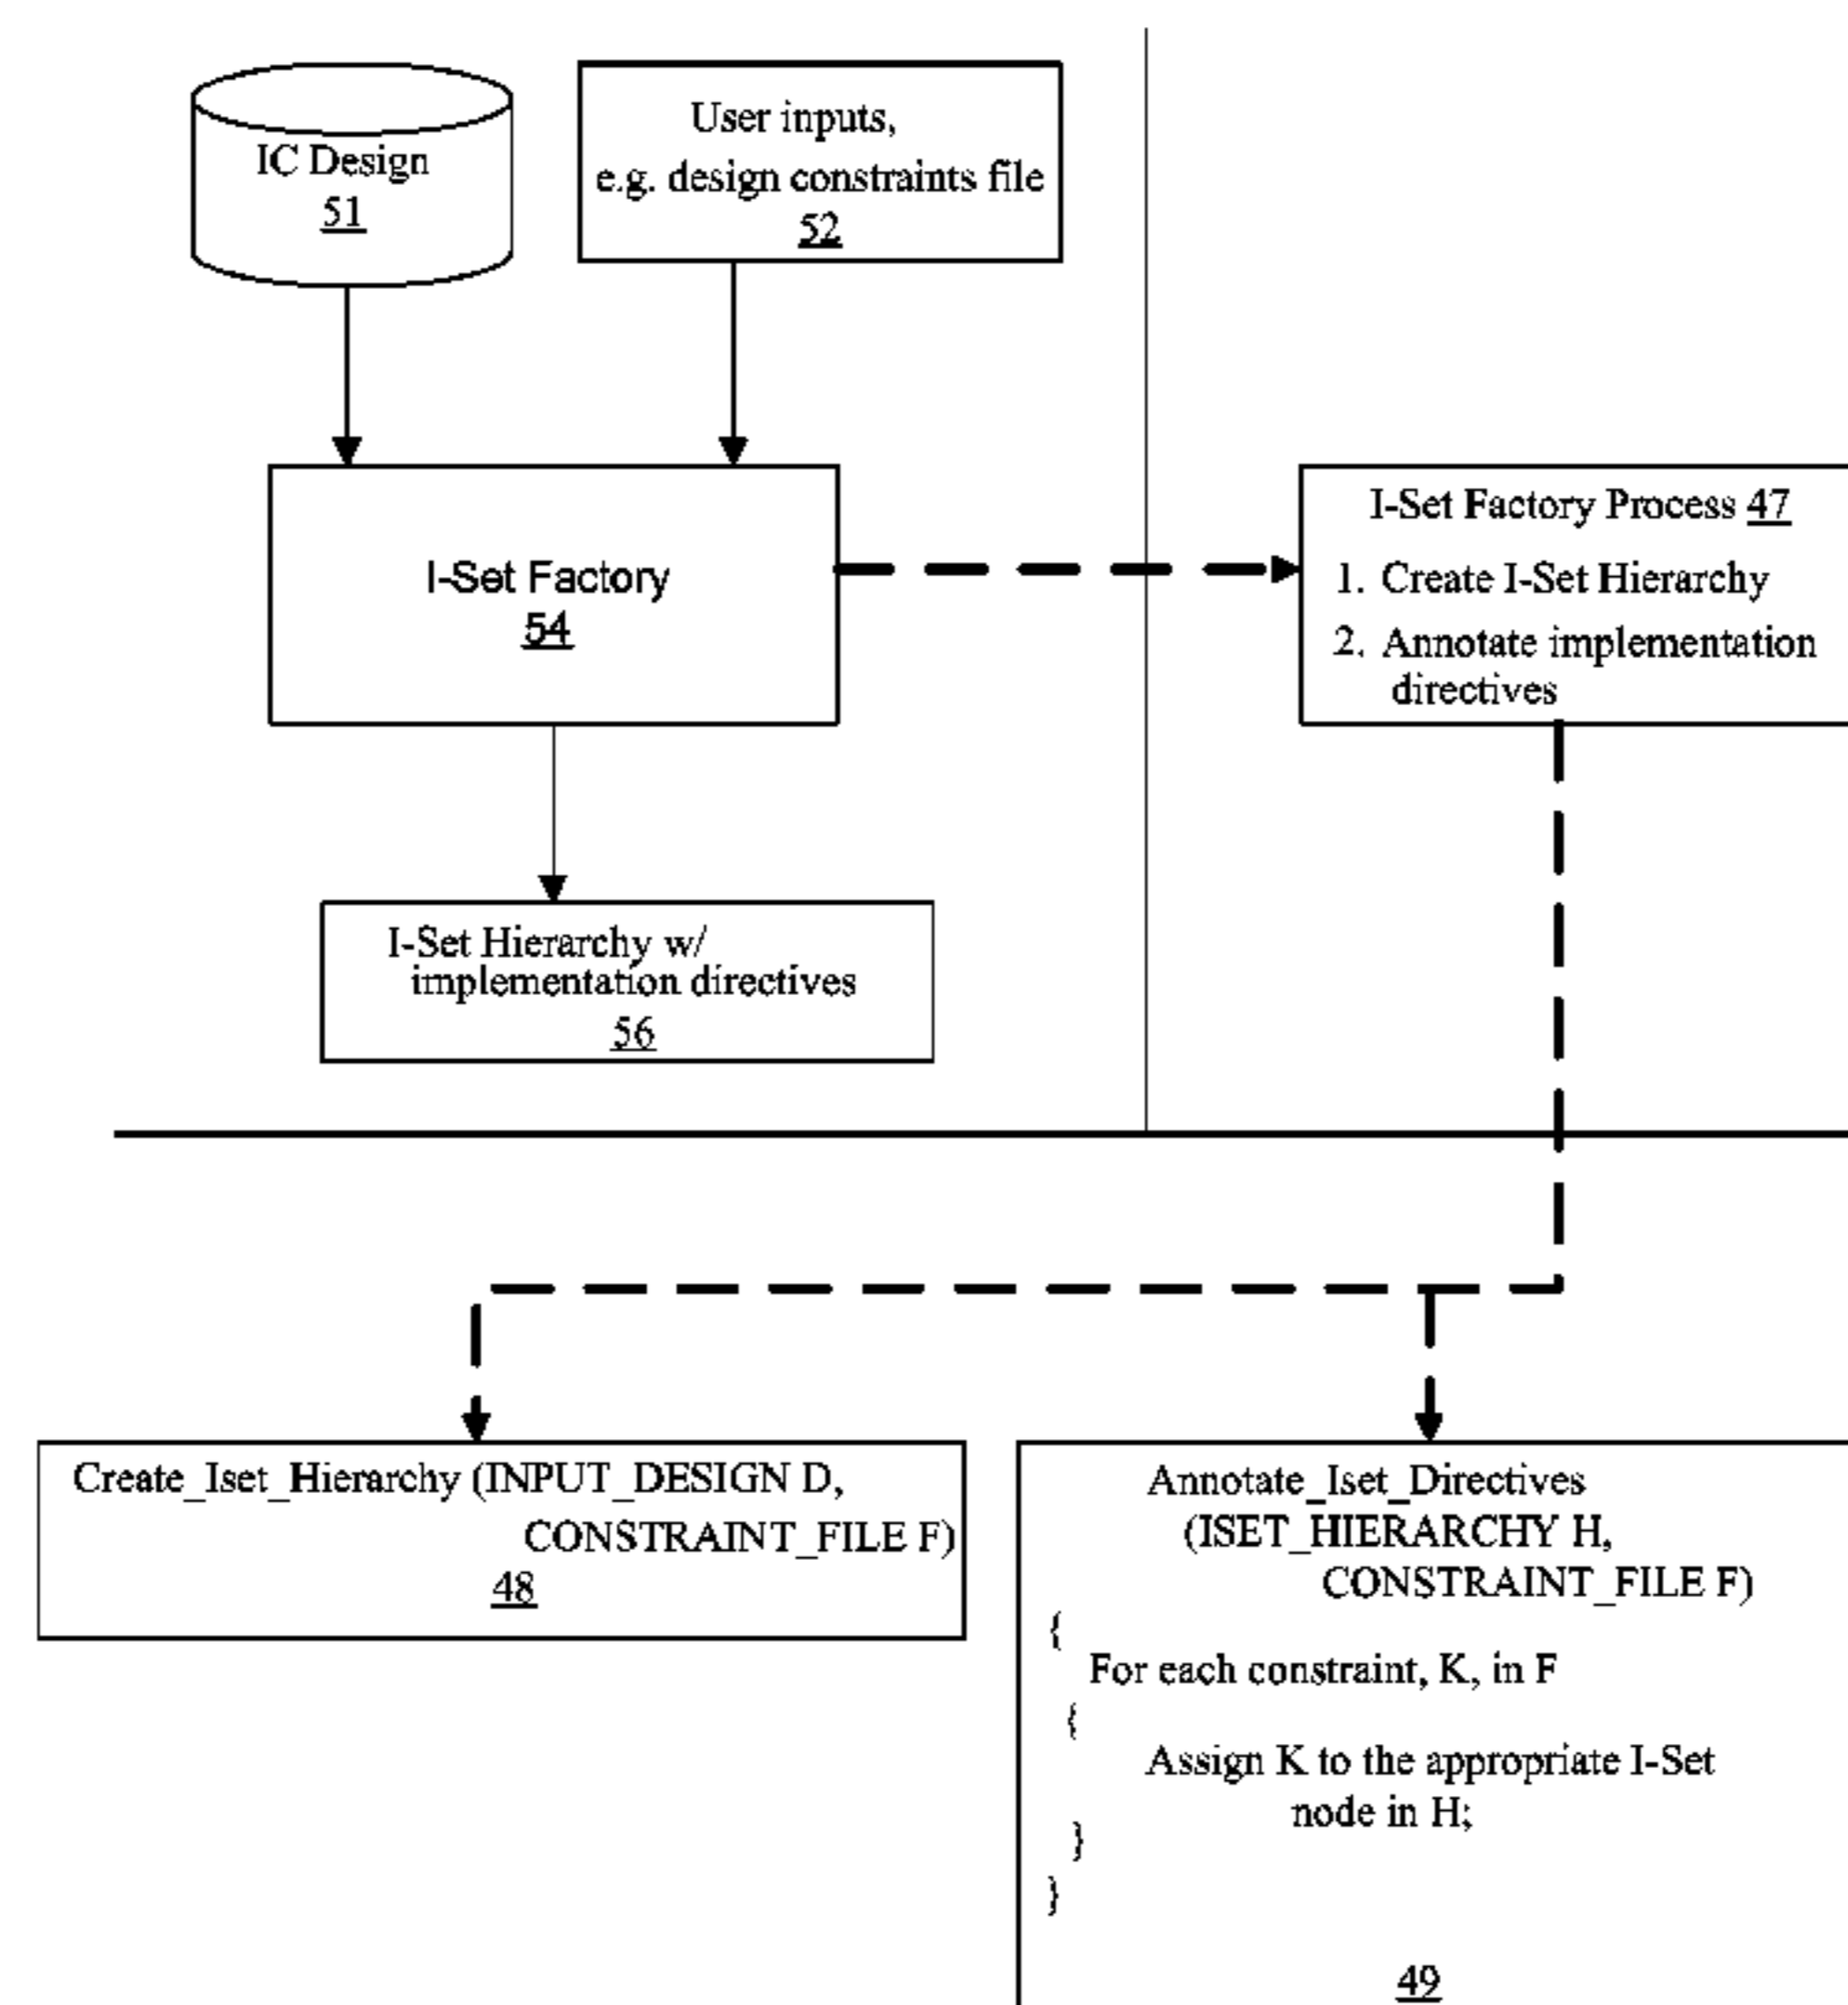 IC Design
51
User inputs,
e.g. design constraints file
52
I-Set Factory
54
I-Set Factory Process 47
1. Create I-Set Hierarchy
2. Annotate implementation
directives
I-Set Hierarchy w/
implementation directives
56
Create_Iset_Hierarchy (INPUT_DESIGN D,
CONSTRAINT_FILE F)
48
Annotate_Iset_Directives
(ISET_HIERARCHY H,
CONSTRAINT_FILE F)
{
For each constraint, K, in F
{
Assign K to the appropriate I-Set
node in H;
}
}
49